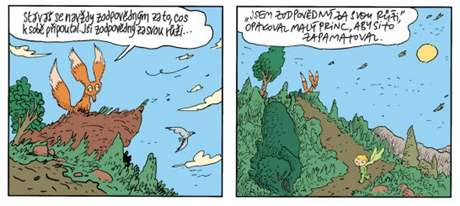 Stáváš se navždy zodpovědným za to, cos
k sobě připoutal. Jsi zodpovědný za svou růži...
„JSEM ZODPOVĚDNÝ ZA SVOU RŮŽI,“
OPAKOVAL MALÝ PRINC, ABY SI TO
ZAPAMATOVAL.